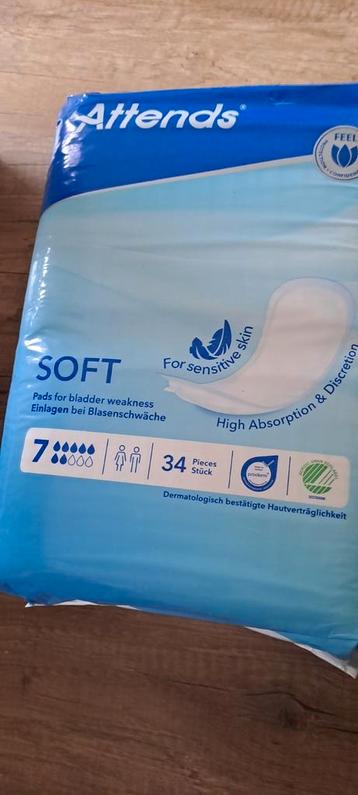 Attends®
FEEL
For sensitive skin
SOFT
Pads for bladder weakness
Einlagen bei Blasenschwäche
High Absorption & Discretion
7
34 Pieces
Stück
Dermatologisch bestätigte Hautverträglichkeit